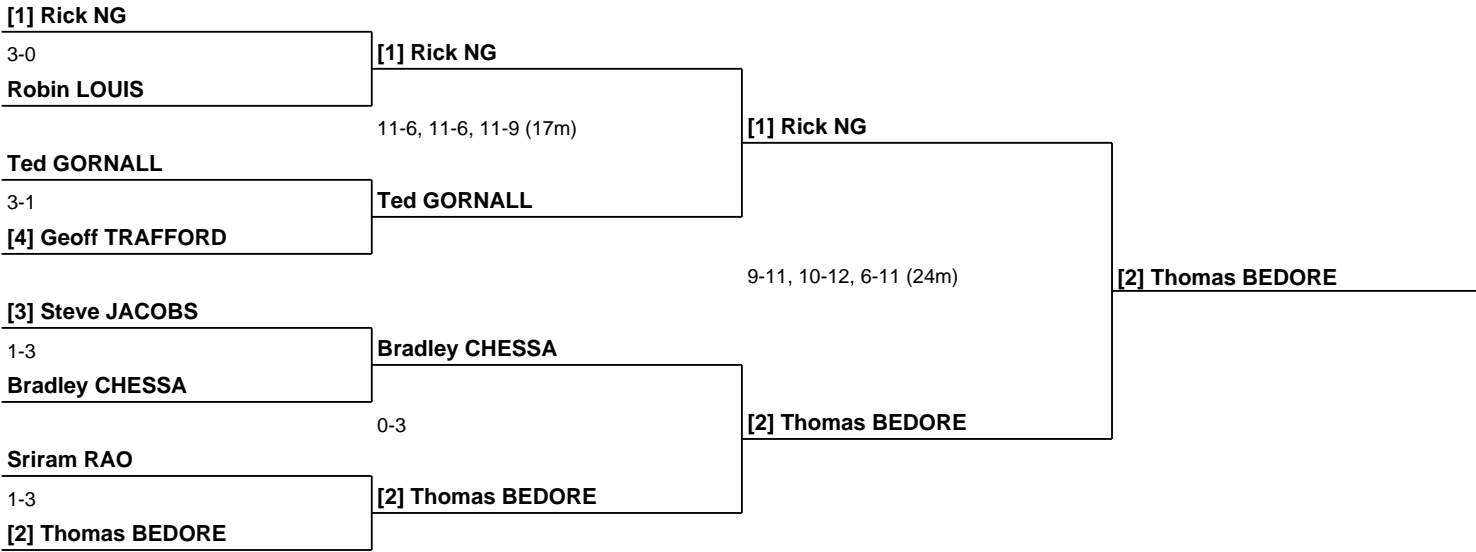 [1] Rick NG
3-0
Robin LOUIS
Ted GORNALL
3-1
[4] Geoff TRAFFORD
[3] Steve JACOBS
1-3
Bradley CHESSA
Sriram RAO
1-3
[2] Thomas BEDORE
[1] Rick NG
11-6, 11-6, 11-9 (17m)
Ted GORNALL
Bradley CHESSA
0-3
[2] Thomas BEDORE
[1] Rick NG
9-11, 10-12, 6-11 (24m)
[2] Thomas BEDORE
[2] Thomas BEDORE